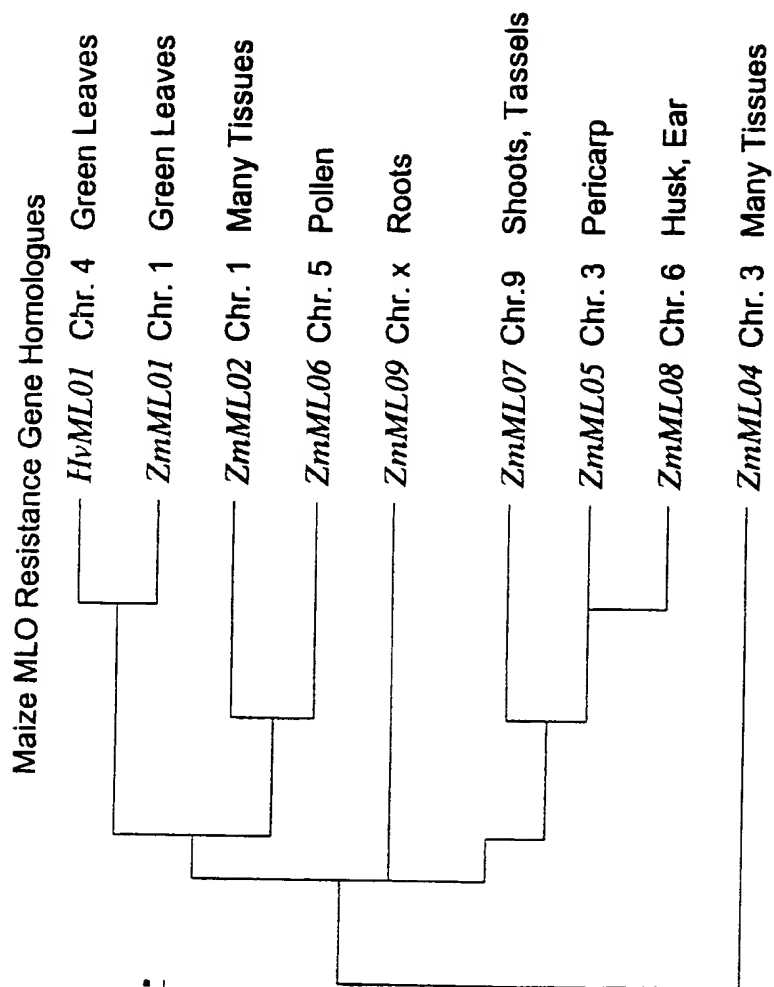 Maize MLO Resistance Gene Homologues
HvML01 Chr. 4 Green Leaves
ZmML01 Chr. 1 Green Leaves
ZmML02 Chr. 1 Many Tissues
ZmML06 Chr. 5 Pollen
ZmML09 Chr. x Roots
ZmML07 Chr.9 Shoots, Tassels
ZmML05 Chr. 3 Pericarp
ZmML08 Chr. 6 Husk, Ear
ZmML04 Chr. 3 Many Tissues